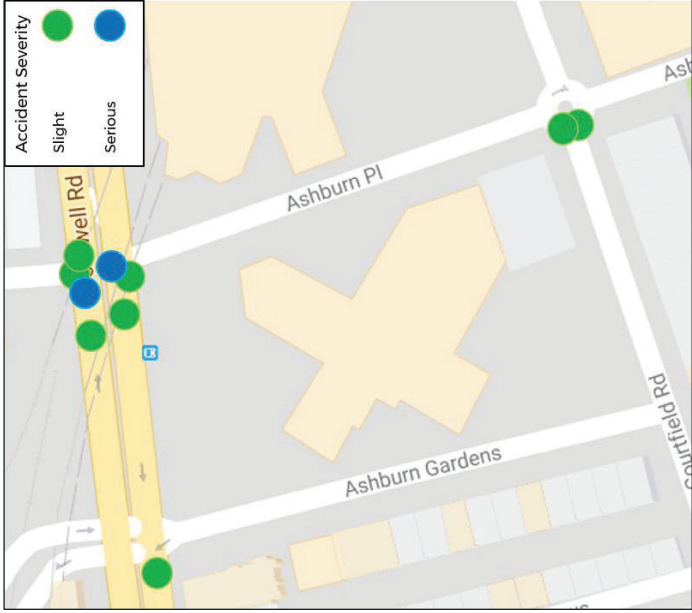 Accident Severity
Slight
Serious
well Rd
Ashburn Pl
Ash
Ashburn Gardens
Courtfield Rd